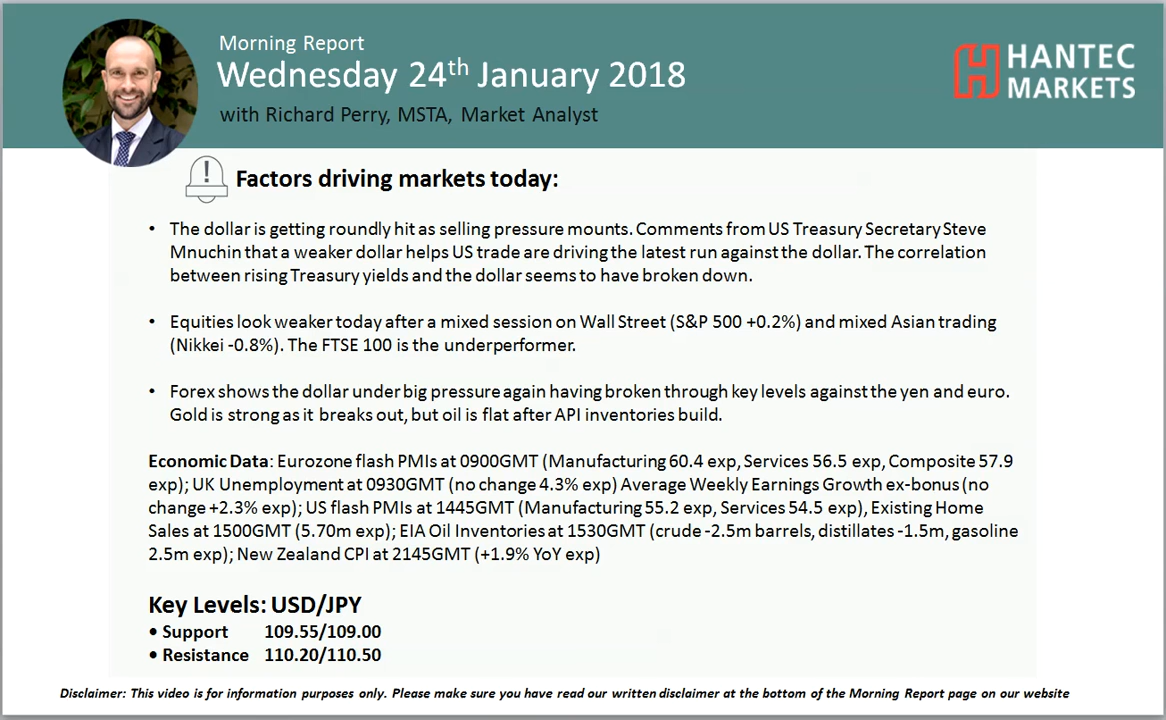 Morning Report
Wednesday 24th January 2018
with Richard Perry, MSTA, Market Analyst
HANTEC
MARKETS
Factors driving markets today:
• The dollar is getting roundly hit as selling pressure mounts. Comments from US Treasury Secretary Steve
Mnuchin that a weaker dollar helps US trade are driving the latest run against the dollar. The correlation
between rising Treasury yields and the dollar seems to have broken down.
• Equities look weaker today after a mixed session on Wall Street (S&P 500 +0.2%) and mixed Asian trading
(Nikkei -0.8%). The FTSE 100 is the underperformer.
• Forex shows the dollar under big pressure again having broken through key levels against the yen and euro.
Gold is strong as it breaks out, but oil is flat after API inventories build.
Economic Data: Eurozone flash PMIs at 0900GMT (Manufacturing 60.4 exp, Services 56.5 exp, Composite 57.9
exp); UK Unemployment at 0930GMT (no change 4.3% exp) Average Weekly Earnings Growth ex-bonus (no
change +2.3% exp); US flash PMIs at 1445GMT (Manufacturing 55.2 exp, Services 54.5 exp), Existing Home
Sales at 1500GMT (5.70m exp); EIA Oil Inventories at 1530GMT (crude -2.5m barrels, distillates -1.5m, gasoline
2.5m exp); New Zealand CPI at 2145GMT (+1.9% YoY exp)
Key Levels: USD/JPY
• Support 109.55/109.00
• Resistance 110.20/110.50
Disclaimer: This video is for information purposes only. Please make sure you have read our written disclaimer at the bottom of the Morning Report page on our website